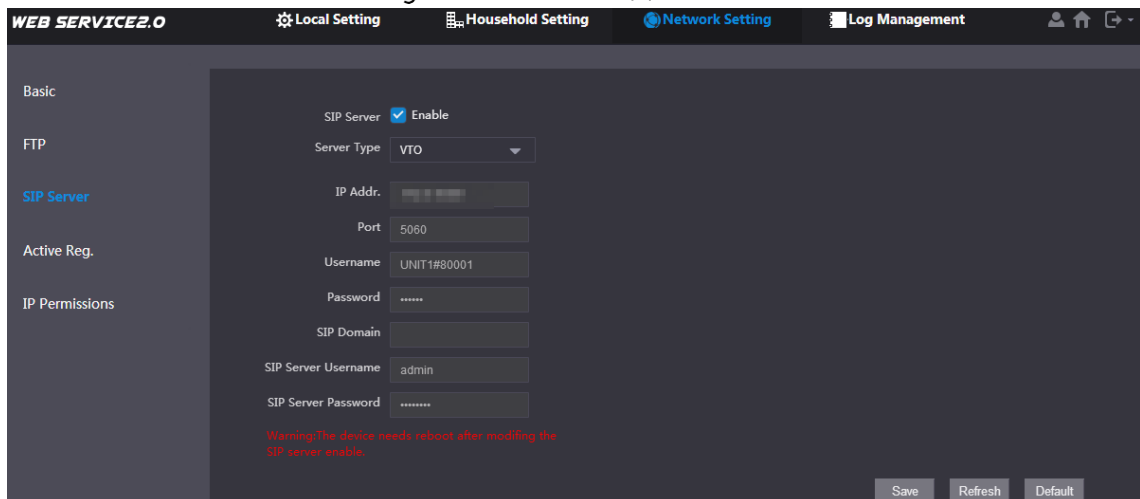 WEB SERVICE2.0 Local Setting Household Setting Network Setting Log Management
Basic
FTP
SIP Server
Active Reg.
IP Permissions
SIP Server Enable
Server Type VTO
IP Addr.
Port 5060
Username UNIT1#80001
Password ••••••
SIP Domain
SIP Server Username admin
SIP Server Password ••••••••
Warning:The device needs reboot after modifing the
SIP server enable.
Save Refresh Default